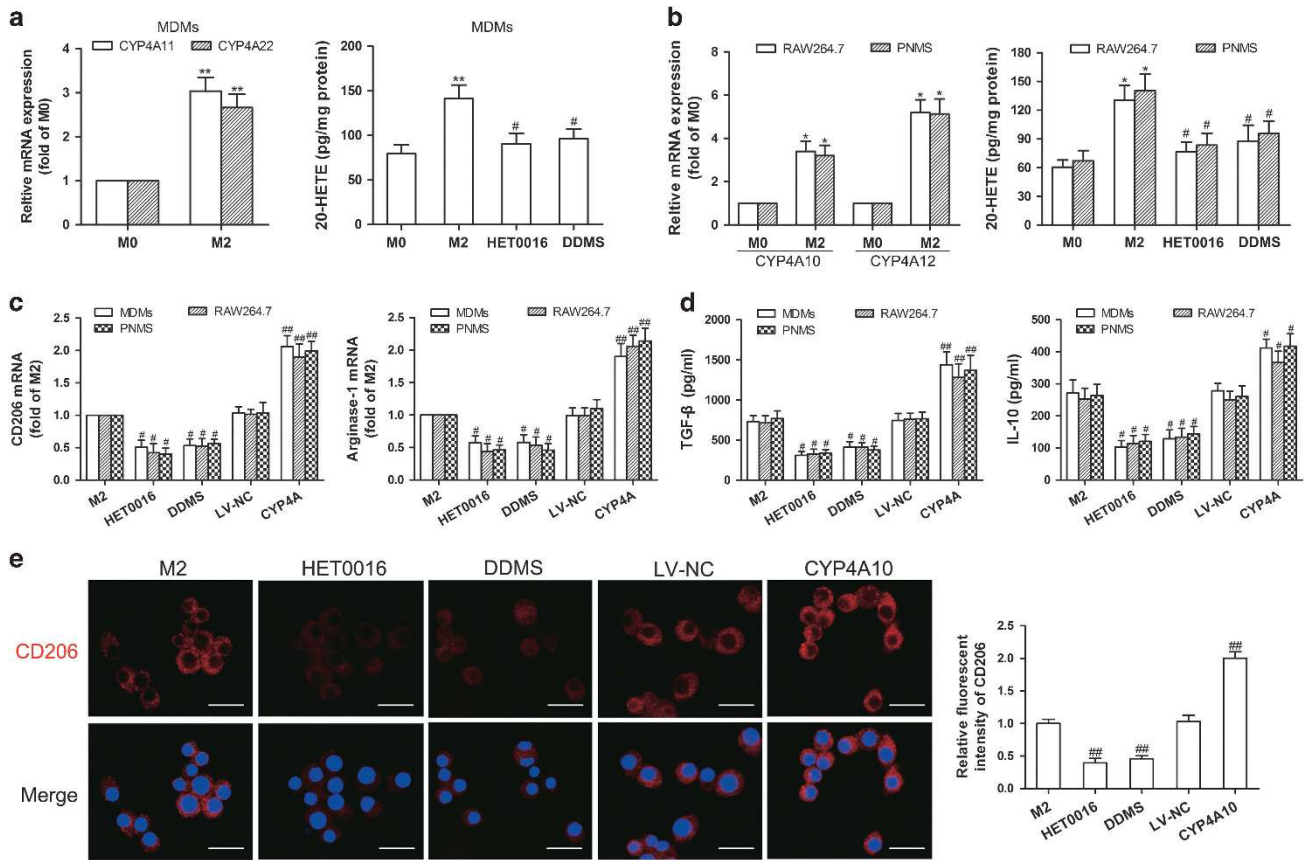 a
MDMs
CYP4A11 CYP4A22
Reltive mRNA expression
(fold of M0)
4
3
2
1
0
** **
M0 M2
MDMs
20-HETE (pg/mg protein)
200
150
100
50
0
**
# #
M0 M2 HET0016 DDMS
b
RAW264.7 PNMS
Reltive mRNA expression
(fold of M0)
8
6
4
2
0
* * * *
M0 M2 M0 M2
CYP4A10 CYP4A12
RAW264.7 PNMS
20-HETE (pg/mg protein)
180
150
120
90
60
30
0
* *
# # # #
M0 M2 HET0016 DDMS
c
MDMs RAW264.7
PNMS
CD206 mRNA
(fold of M2)
2.5
2.0
1.5
1.0
0.5
0.0
# # # # # # ## ## ##
M2 HET0016 DDMS LV-NC CYP4A
MDMs RAW264.7
PNMS
Arginase-1 mRNA
(fold of M2)
2.5
2.0
1.5
1.0
0.5
0.0
# # # # # # ## ## ##
M2 HET0016 DDMS LV-NC CYP4A
d
MDMs RAW264.7
PNMS
TGF-β (pg/ml)
2000
1500
1000
500
0
# # # # # # ## ## ##
M2 HET0016 DDMS LV-NC CYP4A
MDMs RAW264.7
PNMS
IL-10 (pg/ml)
500
400
300
200
100
0
# # # # # # # # #
M2 HET0016 DDMS LV-NC CYP4A
e
M2 HET0016 DDMS LV-NC CYP4A10
CD206
Merge
Relative fluorescent
intensity of CD206
2.5
2.0
1.5
1.0
0.5
0.0
## ## ##
M2 HET0016 DDMS LV-NC CYP4A10